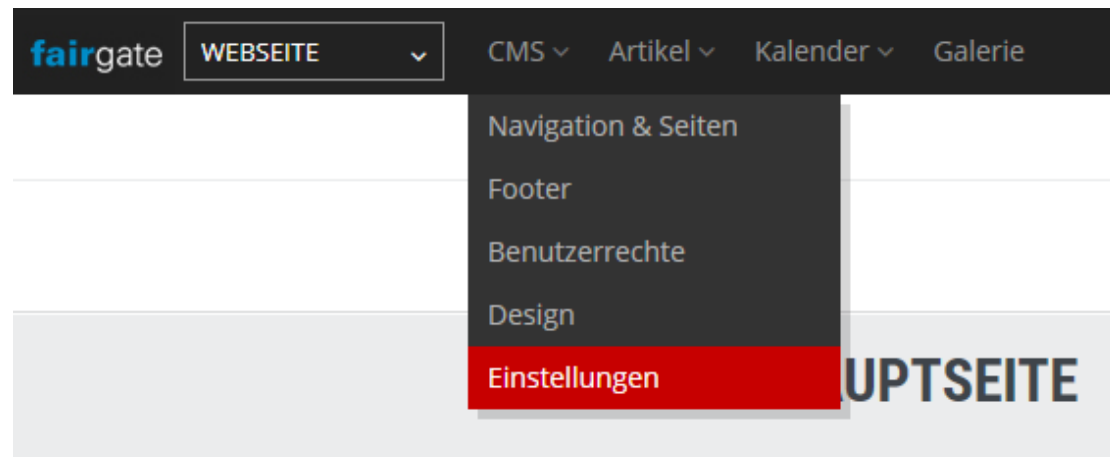 fairgate WEBSEITE CMS Artikel Kalender Galerie
Navigation & Seiten
Footer
Benutzerrechte
Design
Einstellungen
UPTSEITE